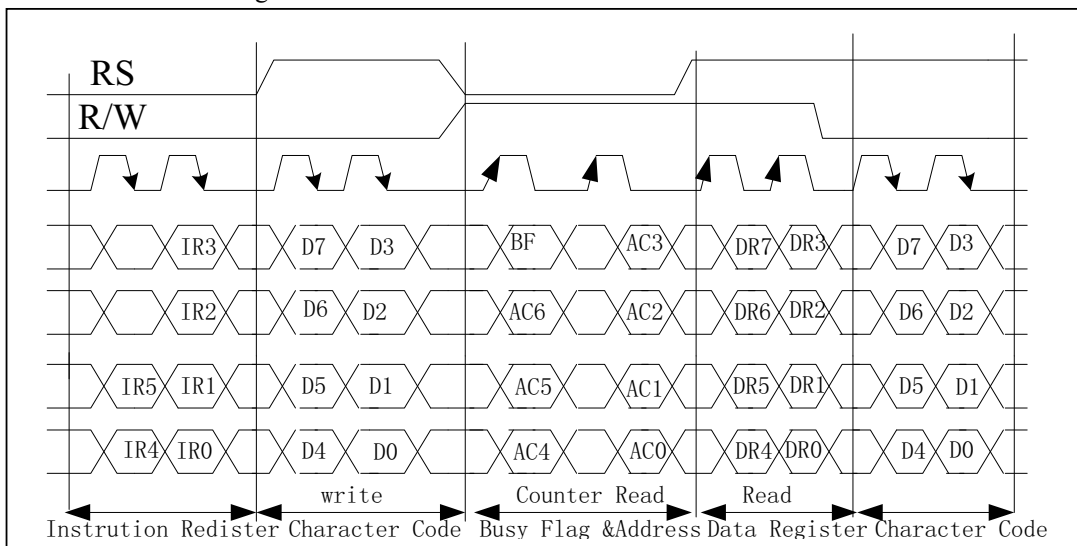 RS
R/W
IR3 D7 D3 BF AC3 DR7 DR3 D7 D3
IR2 D6 D2 AC6 AC2 DR6 DR2 D6 D2
IR5 IR1 D5 D1 AC5 AC1 DR5 DR1 D5 D1
IR4 IR0 D4 D0 AC4 AC0 DR4 DR0 D4 D0
write Counter Read Read
Instrution Redister Character Code Busy Flag &Address Data Register Character Code